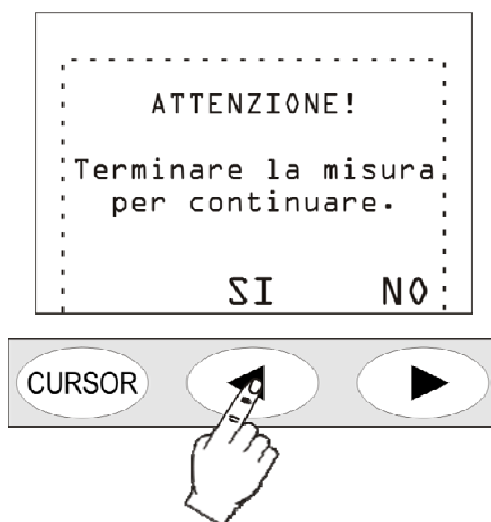 ATTENZIONE!
Terminare la misura
per continuare.
SI NO
CURSOR